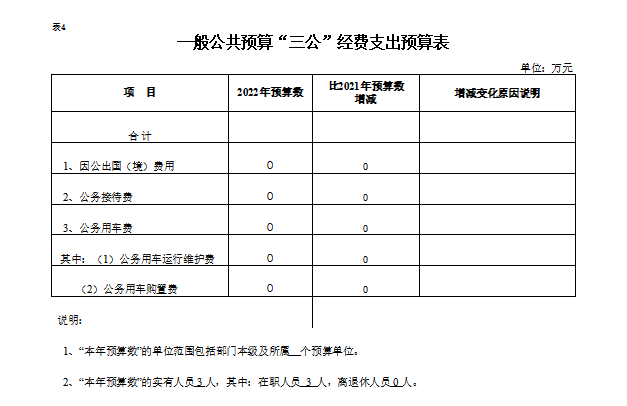 表4
一般公共预算“三公”经费支出预算表
单位：万元
项 目 2022年预算数 比2021年预算数增减 增减变化原因说明
合 计
1、因公出国（境）费用 0 0
2、公务接待费 0 0
3、公务用车费 0 0
其中：（1）公务用车运行维护费 0 0
（2）公务用车购置费 0 0
说明：
1、“本年预算数”的单位范围包括部门本级及所属__个预算单位。
2、“本年预算数”的实有人员 3 人，其中：在职人员 3 人，离退休人员 0 人。